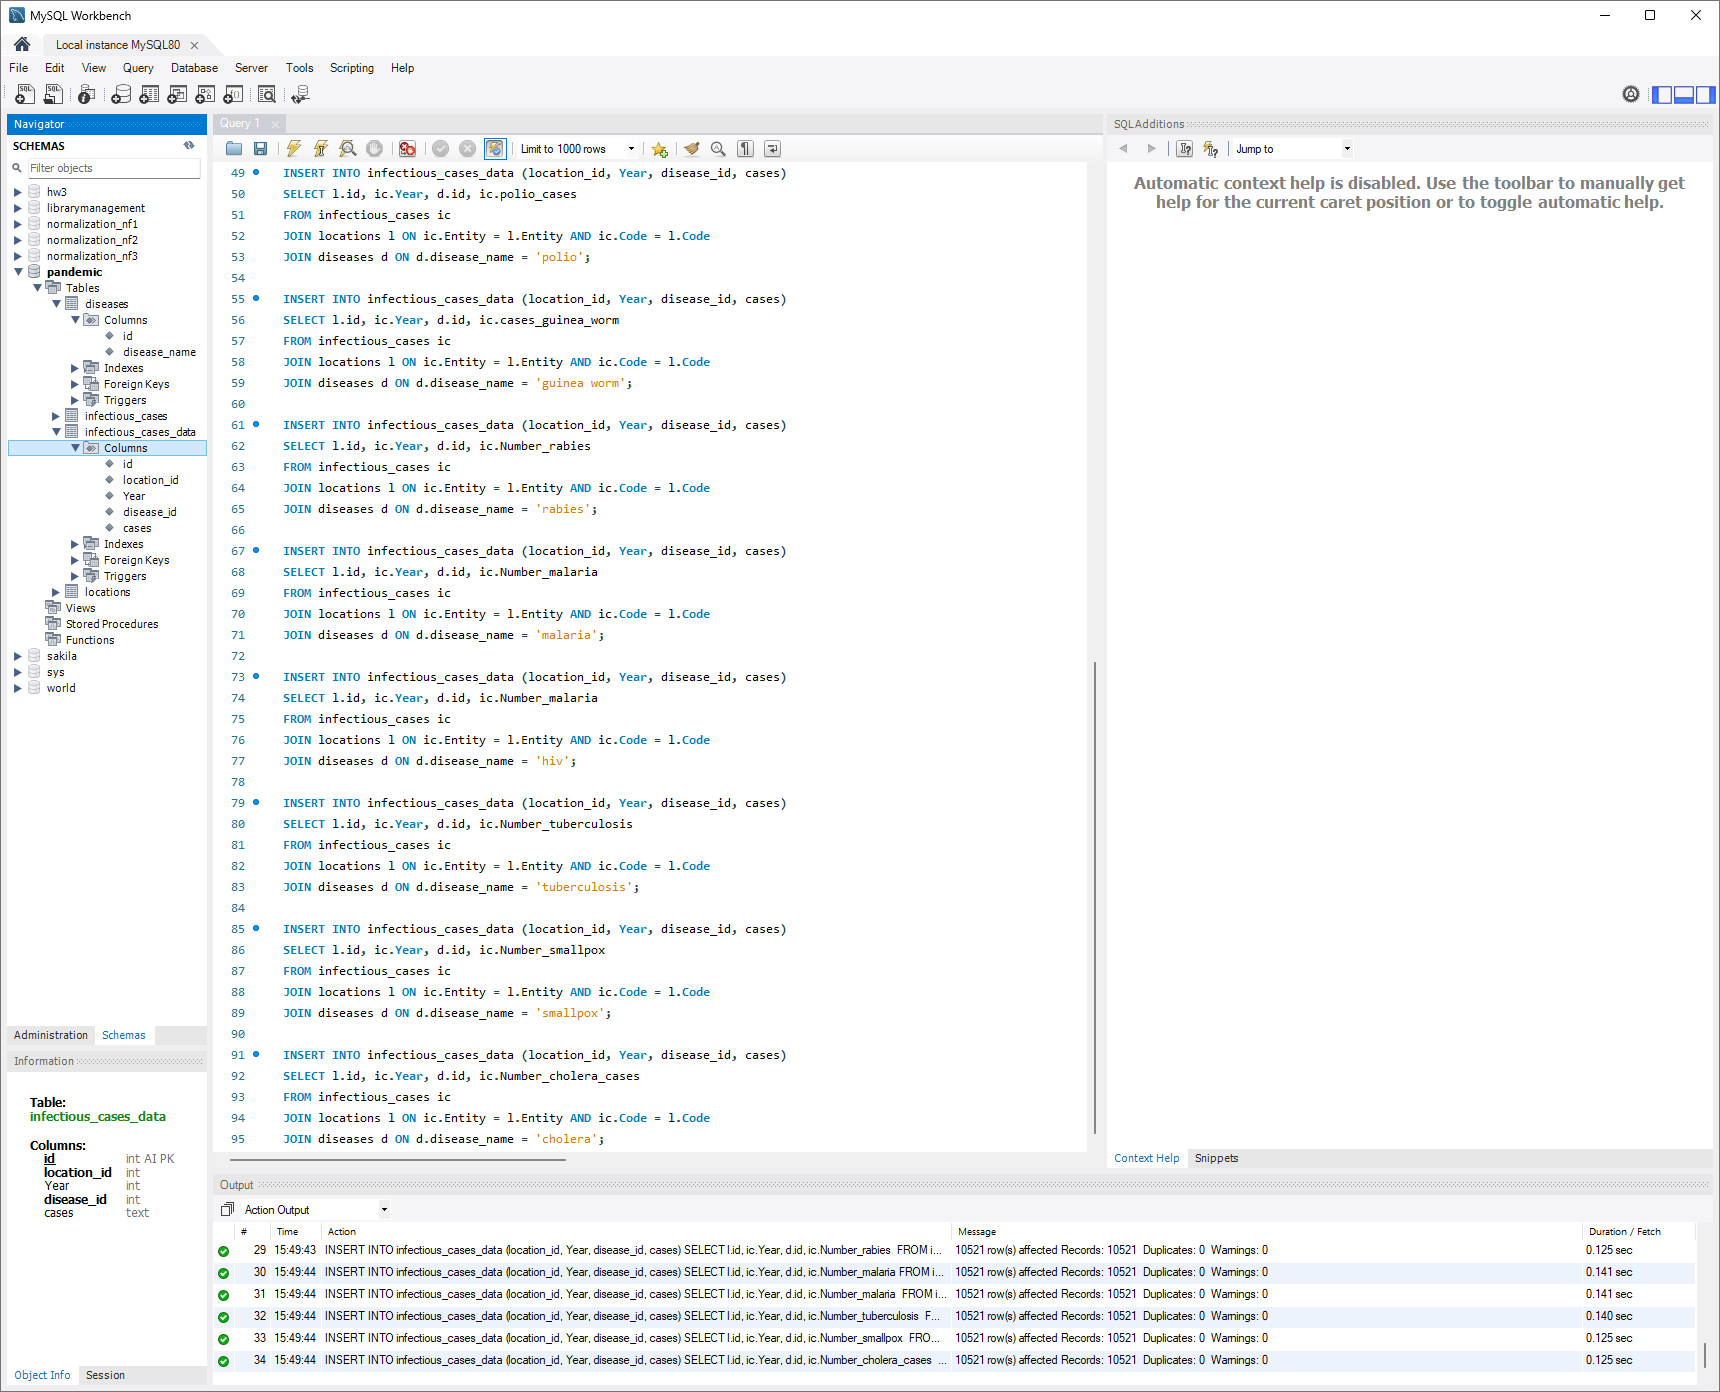 MySQL Workbench
Local instance MySQL80
File Edit View Query Database Server Tools Scripting Help
Navigator
SCHEMAS
Filter objects
hw3
librarymanagement
normalization_nf1
normalization_nf2
normalization_nf3
pandemic
Tables
diseases
Columns
id
disease_name
Indexes
Foreign Keys
Triggers
infectious_cases
infectious_cases_data
Columns
id
location_id
Year
disease_id
cases
Indexes
Foreign Keys
Triggers
locations
Views
Stored Procedures
Functions
sakila
sys
world
Administration Schemas
Information
Table:
infectious_cases_data
Columns:
id int AI PK
location_id int
Year int
disease_id int
cases text
Object Info Session
Query 1
Limit to 1000 rows
49 INSERT INTO infectious_cases_data (location_id, Year, disease_id, cases)
50 SELECT l.id, ic.Year, d.id, ic.polio_cases
51 FROM infectious_cases ic
52 JOIN locations l ON ic.Entity = l.Entity AND ic.Code = l.Code
53 JOIN diseases d ON d.disease_name = 'polio';
54
55 INSERT INTO infectious_cases_data (location_id, Year, disease_id, cases)
56 SELECT l.id, ic.Year, d.id, ic.cases_guinea_worm
57 FROM infectious_cases ic
58 JOIN locations l ON ic.Entity = l.Entity AND ic.Code = l.Code
59 JOIN diseases d ON d.disease_name = 'guinea worm';
60
61 INSERT INTO infectious_cases_data (location_id, Year, disease_id, cases)
62 SELECT l.id, ic.Year, d.id, ic.Number_rabies
63 FROM infectious_cases ic
64 JOIN locations l ON ic.Entity = l.Entity AND ic.Code = l.Code
65 JOIN diseases d ON d.disease_name = 'rabies';
66
67 INSERT INTO infectious_cases_data (location_id, Year, disease_id, cases)
68 SELECT l.id, ic.Year, d.id, ic.Number_malaria
69 FROM infectious_cases ic
70 JOIN locations l ON ic.Entity = l.Entity AND ic.Code = l.Code
71 JOIN diseases d ON d.disease_name = 'malaria';
72
73 INSERT INTO infectious_cases_data (location_id, Year, disease_id, cases)
74 SELECT l.id, ic.Year, d.id, ic.Number_malaria
75 FROM infectious_cases ic
76 JOIN locations l ON ic.Entity = l.Entity AND ic.Code = l.Code
77 JOIN diseases d ON d.disease_name = 'hiv';
78
79 INSERT INTO infectious_cases_data (location_id, Year, disease_id, cases)
80 SELECT l.id, ic.Year, d.id, ic.Number_tuberculosis
81 FROM infectious_cases ic
82 JOIN locations l ON ic.Entity = l.Entity AND ic.Code = l.Code
83 JOIN diseases d ON d.disease_name = 'tuberculosis';
84
85 INSERT INTO infectious_cases_data (location_id, Year, disease_id, cases)
86 SELECT l.id, ic.Year, d.id, ic.Number_smallpox
87 FROM infectious_cases ic
88 JOIN locations l ON ic.Entity = l.Entity AND ic.Code = l.Code
89 JOIN diseases d ON d.disease_name = 'smallpox';
90
91 INSERT INTO infectious_cases_data (location_id, Year, disease_id, cases)
92 SELECT l.id, ic.Year, d.id, ic.Number_cholera_cases
93 FROM infectious_cases ic
94 JOIN locations l ON ic.Entity = l.Entity AND ic.Code = l.Code
95 JOIN diseases d ON d.disease_name = 'cholera';
SQLAdditions
Jump to
Automatic context help is disabled. Use the toolbar to manually get
help for the current caret position or to toggle automatic help.
Context Help Snippets
Output
Action Output
# Time Action Message Duration / Fetch
29 15:49:43 INSERT INTO infectious_cases_data (location_id, Year, disease_id, cases) SELECT l.id, ic.Year, d.id, ic.Number_rabies FROM i... 10521 row(s) affected Records: 10521 Duplicates: 0 Warnings: 0 0.125 sec
30 15:49:44 INSERT INTO infectious_cases_data (location_id, Year, disease_id, cases) SELECT l.id, ic.Year, d.id, ic.Number_malaria FROM i... 10521 row(s) affected Records: 10521 Duplicates: 0 Warnings: 0 0.141 sec
31 15:49:44 INSERT INTO infectious_cases_data (location_id, Year, disease_id, cases) SELECT l.id, ic.Year, d.id, ic.Number_malaria FROM i... 10521 row(s) affected Records: 10521 Duplicates: 0 Warnings: 0 0.141 sec
32 15:49:44 INSERT INTO infectious_cases_data (location_id, Year, disease_id, cases) SELECT l.id, ic.Year, d.id, ic.Number_tuberculosis F... 10521 row(s) affected Records: 10521 Duplicates: 0 Warnings: 0 0.140 sec
33 15:49:44 INSERT INTO infectious_cases_data (location_id, Year, disease_id, cases) SELECT l.id, ic.Year, d.id, ic.Number_smallpox FRO... 10521 row(s) affected Records: 10521 Duplicates: 0 Warnings: 0 0.125 sec
34 15:49:44 INSERT INTO infectious_cases_data (location_id, Year, disease_id, cases) SELECT l.id, ic.Year, d.id, ic.Number_cholera_cases ... 10521 row(s) affected Records: 10521 Duplicates: 0 Warnings: 0 0.125 sec